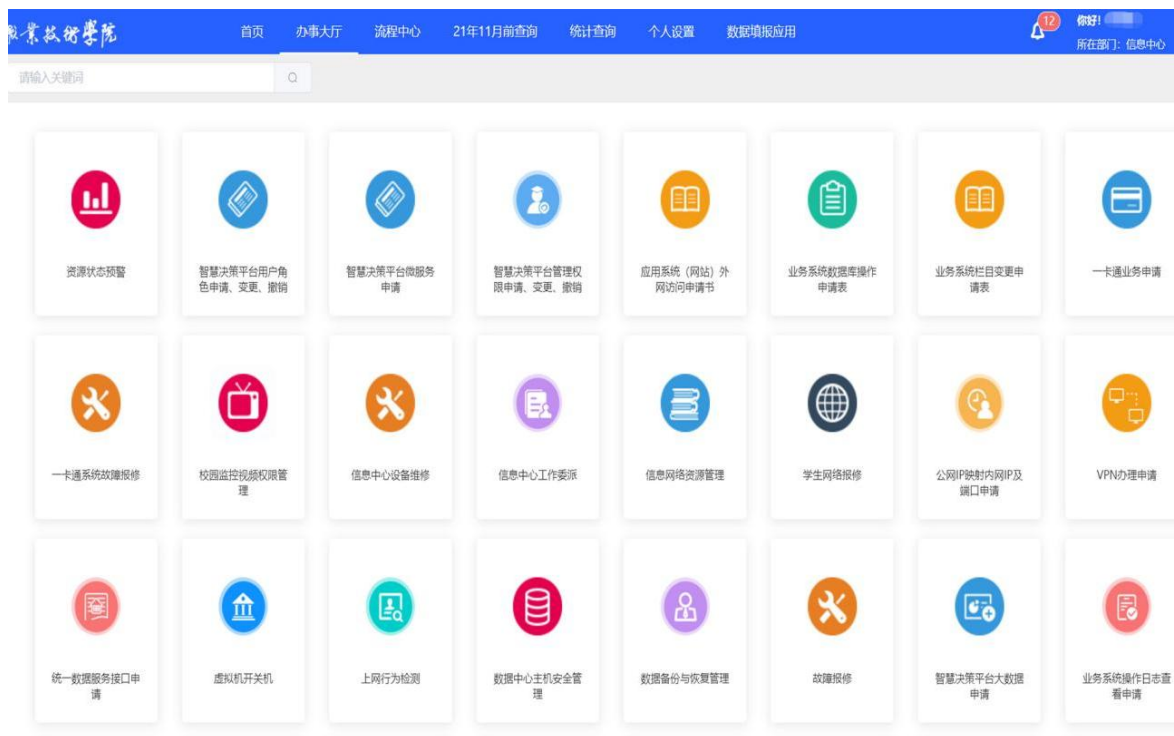 職業技術學院
首页 办事大厅 流程中心 21年11月前查询 统计查询 个人设置 数据填报应用
12
你好!
所在部门：信息中心
请输入关键词
资源状态预警
智慧决策平台用户角
色申请、变更、撤销
智慧决策平台微服务
申请
智慧决策平台管理权
限申请、变更、撤销
应用系统（网站）外
网访问申请书
业务系统数据库操作
申请表
业务系统栏目变更申
请表
一卡通业务申请
一卡通系统故障报修
校园监控视频权限管
理
信息中心设备维修
信息中心工作委派
信息网络资源管理
学生网络报修
公网IP映射内网IP及
端口申请
VPN办理申请
统一数据服务接口申
请
虚拟机开关机
上网行为检测
数据中心主机安全管
理
数据备份与恢复管理
故障报修
智慧决策平台大数据
申请
业务系统操作日志查
看申请